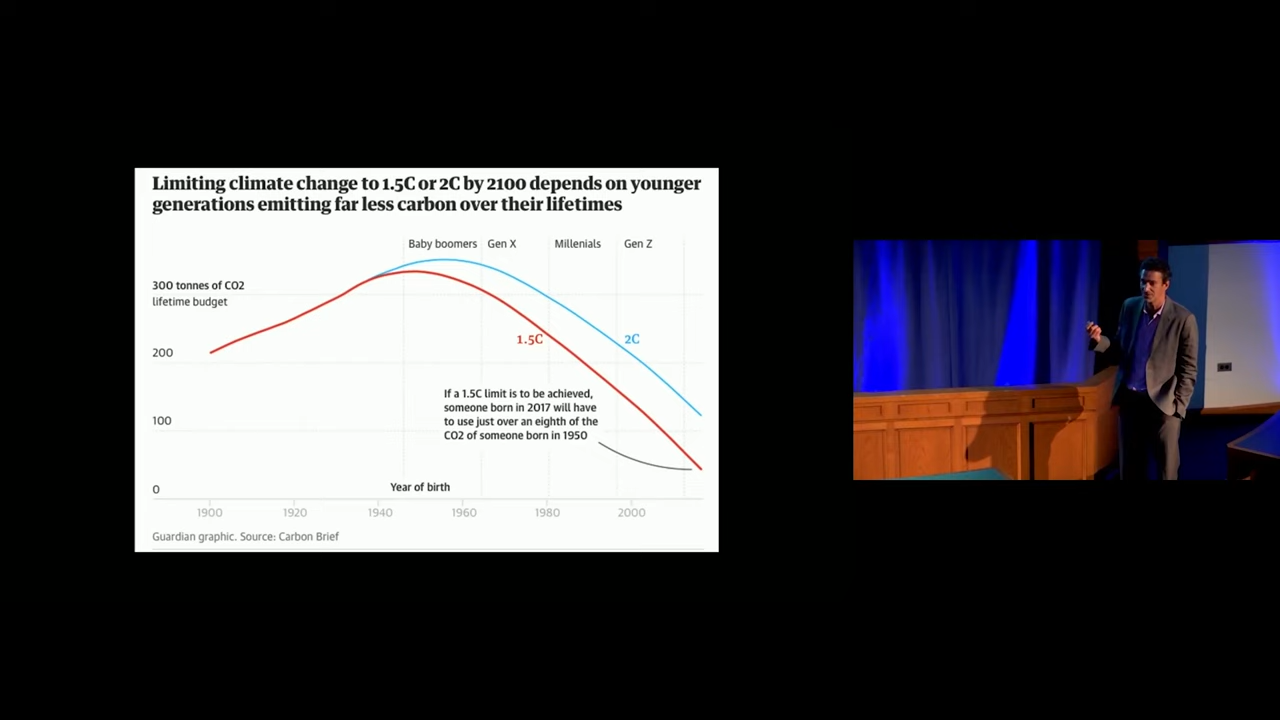 Limiting climate change to 1.5C or 2C by 2100 depends on younger
generations emitting far less carbon over their lifetimes
Baby boomers Gen X Millenials Gen Z
300 tonnes of CO2
lifetime budget
1.5C 2C
200
If a 1.5C limit is to be achieved,
someone born in 2017 will have
to use just over an eighth of the
CO2 of someone born in 1950
100
0
Year of birth
1900 1920 1940 1960 1980 2000
Guardian graphic. Source: Carbon Brief